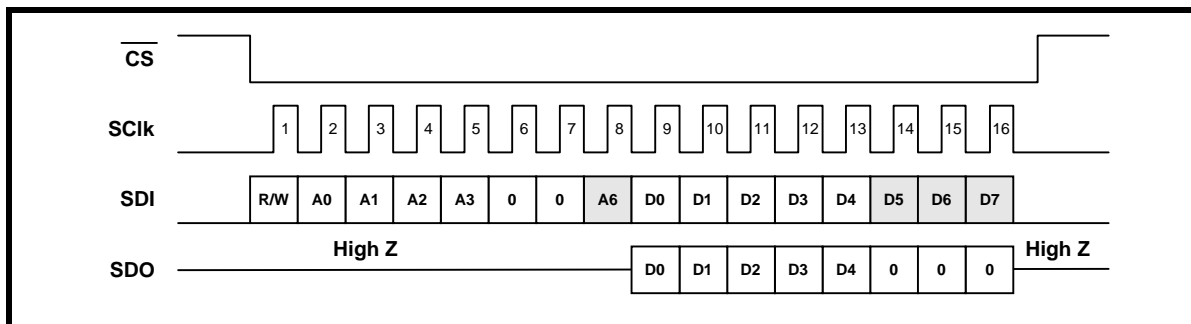 CS
SClk 1 2 3 4 5 6 7 8 9 10 11 12 13 14 15 16
SDI R/W A0 A1 A2 A3 0 0 A6 D0 D1 D2 D3 D4 D5 D6 D7
High Z High Z
SDO D0 D1 D2 D3 D4 0 0 0